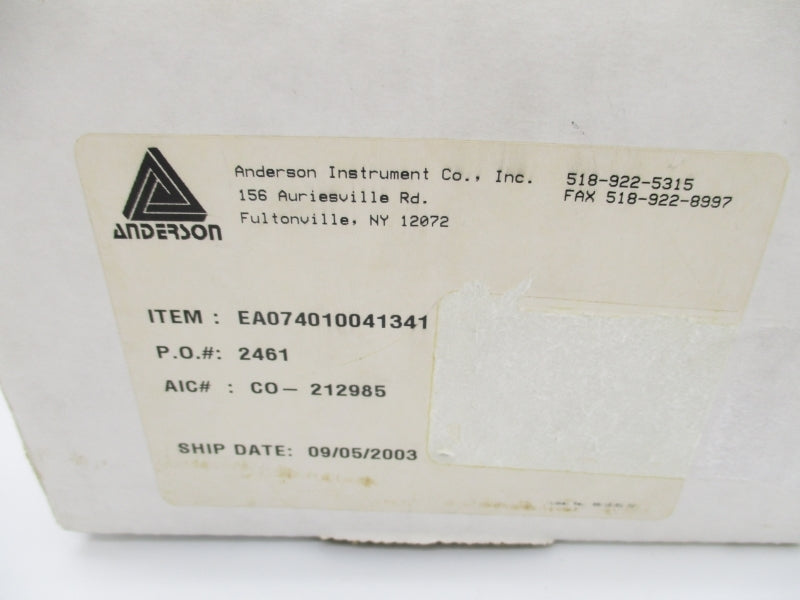 Anderson Instrument Co., Inc. 518-922-5315
156 Auriesville Rd. FAX 518-922-8997
Fultonville, NY 12072
ANDERSON
ITEM : EA074010041341
P.O.#: 2461
AIC# : CO— 212985
SHIP DATE: 09/05/2003